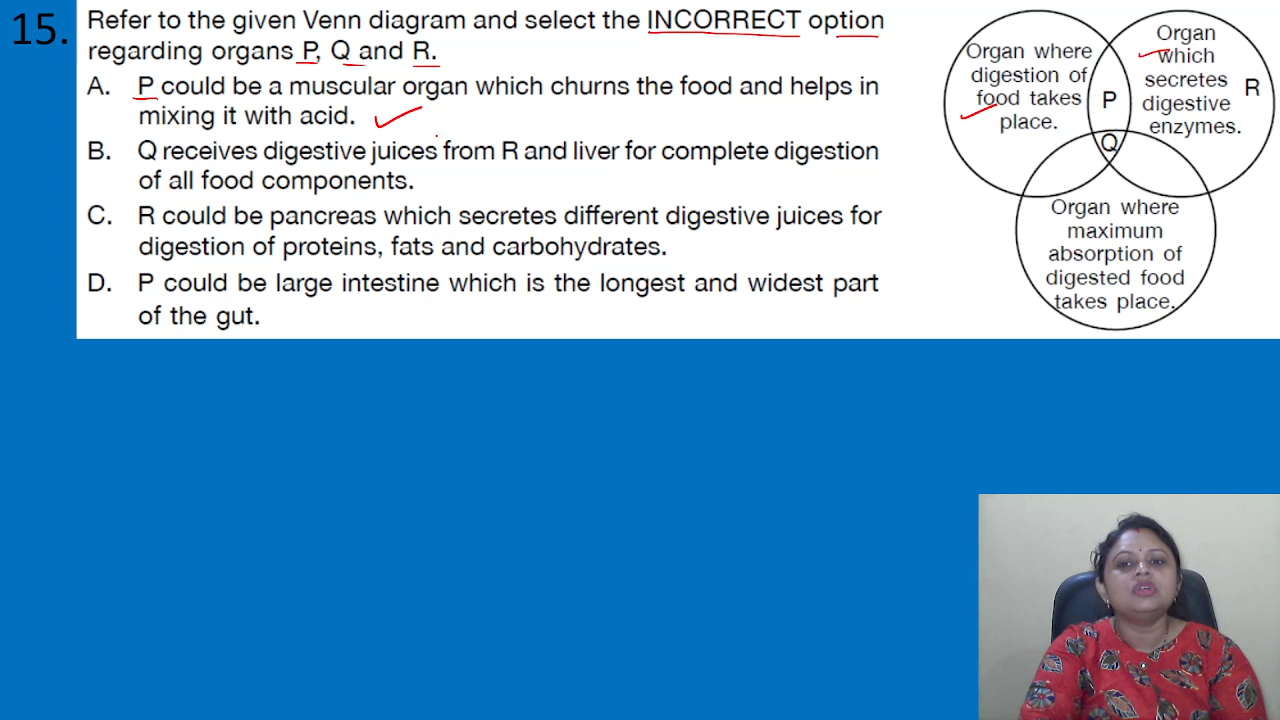 15.
Refer to the given Venn diagram and select the INCORRECT option
regarding organs P, Q and R.
A. P could be a muscular organ which churns the food and helps in
mixing it with acid.
B. Q receives digestive juices from R and liver for complete digestion
of all food components.
C. R could be pancreas which secretes different digestive juices for
digestion of proteins, fats and carbohydrates.
D. P could be large intestine which is the longest and widest part
of the gut.
Organ where
digestion of
food takes
place.
P
Organ
which
secretes
digestive
enzymes.
R
Q
Organ where
maximum
absorption of
digested food
takes place.